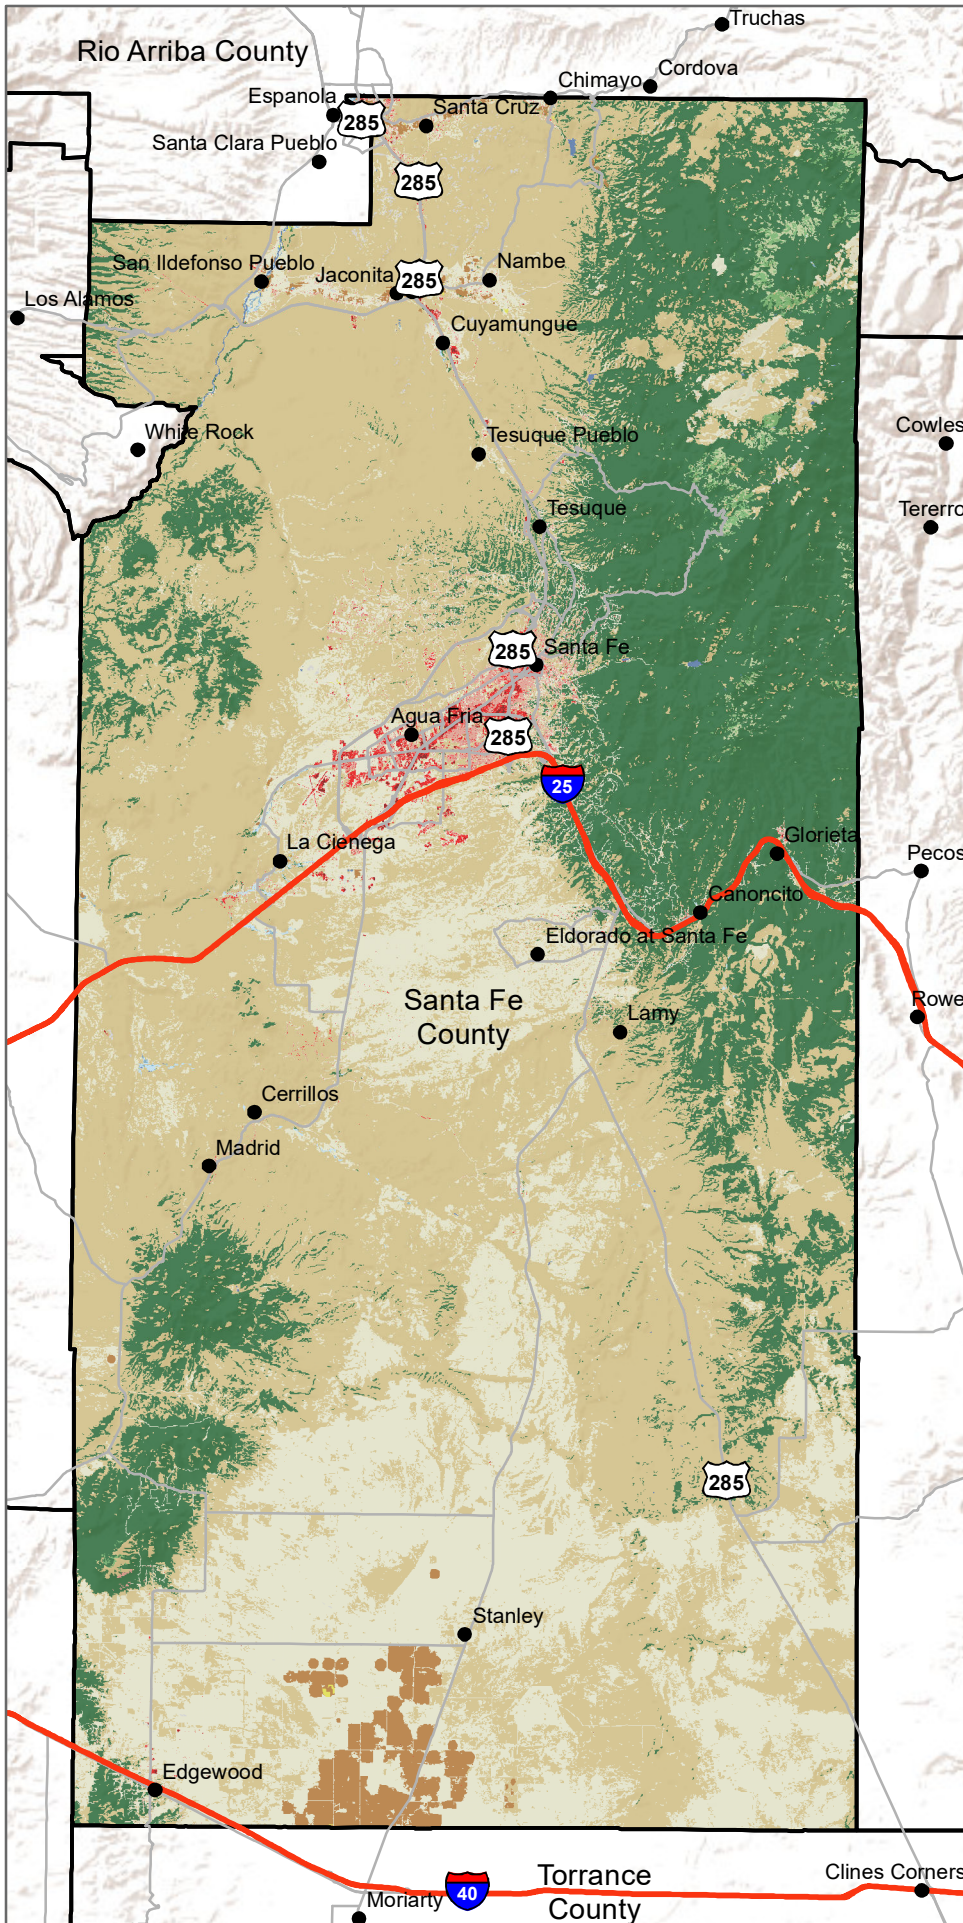 Truchas
Rio Arriba County
Cordova
Chimayo
Espanola
Santa Cruz
285
Santa Clara Pueblo
285
Nambe
San Ildefonso Pueblo
Jaconita
285
Los Alamos
Cuyamungue
Cowles
White Rock
Tesuque Pueblo
Tererro
Tesuque
285
Santa Fe
Agua Fria
285
25
La Cienega
Glorieta
Pecos
Canoncito
Eldorado at Santa Fe
Santa Fe
County
Rowe
Lamy
Cerrillos
Madrid
285
Stanley
Edgewood
Torrance
County
Clines Corners
40
Moriarty